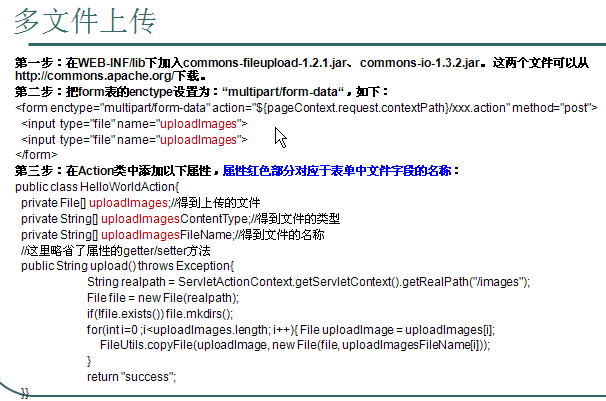 多文件上传
第一步：在WEB-INF/lib下加入commons-fileupload-1.2.1.jar、commons-io-1.3.2.jar。这两个文件可以从
http://commons.apache.org/下载。
第二步：把form表的enctype设置为：“multipart/form-data“，如下：
<form enctype="multipart/form-data" action="${pageContext.request.contextPath}/xxx.action" method="post">
<input type="file" name="uploadImages">
<input type="file" name="uploadImages">
</form>
第三步：在Action类中添加以下属性，属性红色部分对应于表单中文件字段的名称：
public class HelloWorldAction{
private File[] uploadImages;//得到上传的文件
private String[] uploadImagesContentType;//得到文件的类型
private String[] uploadImagesFileName;//得到文件的名称
//这里略省了属性的getter/setter方法
public String upload() throws Exception{
String realpath = ServletActionContext.getServletContext().getRealPath("/images");
File file = new File(realpath);
if(!file.exists()) file.mkdirs();
for(int i=0 ;i<uploadImages.length; i++){ File uploadImage = uploadImages[i];
FileUtils.copyFile(uploadImage, new File(file, uploadImagesFileName[i]));
}
return "success";
}}